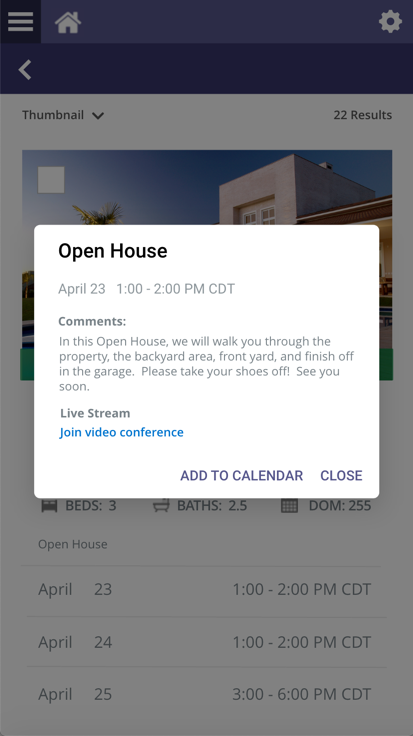 Thumbnail
22 Results
Open House
April 23 1:00 - 2:00 PM CDT
Comments:
In this Open House, we will walk you through the
property, the backyard area, front yard, and finish off
in the garage. Please take your shoes off! See you
soon.
Live Stream
Join video conference
ADD TO CALENDAR CLOSE
BEDS: 3 BATHS: 2.5 DOM: 255
Open House
April 23 1:00 - 2:00 PM CDT
April 24 1:00 - 2:00 PM CDT
April 25 3:00 - 6:00 PM CDT